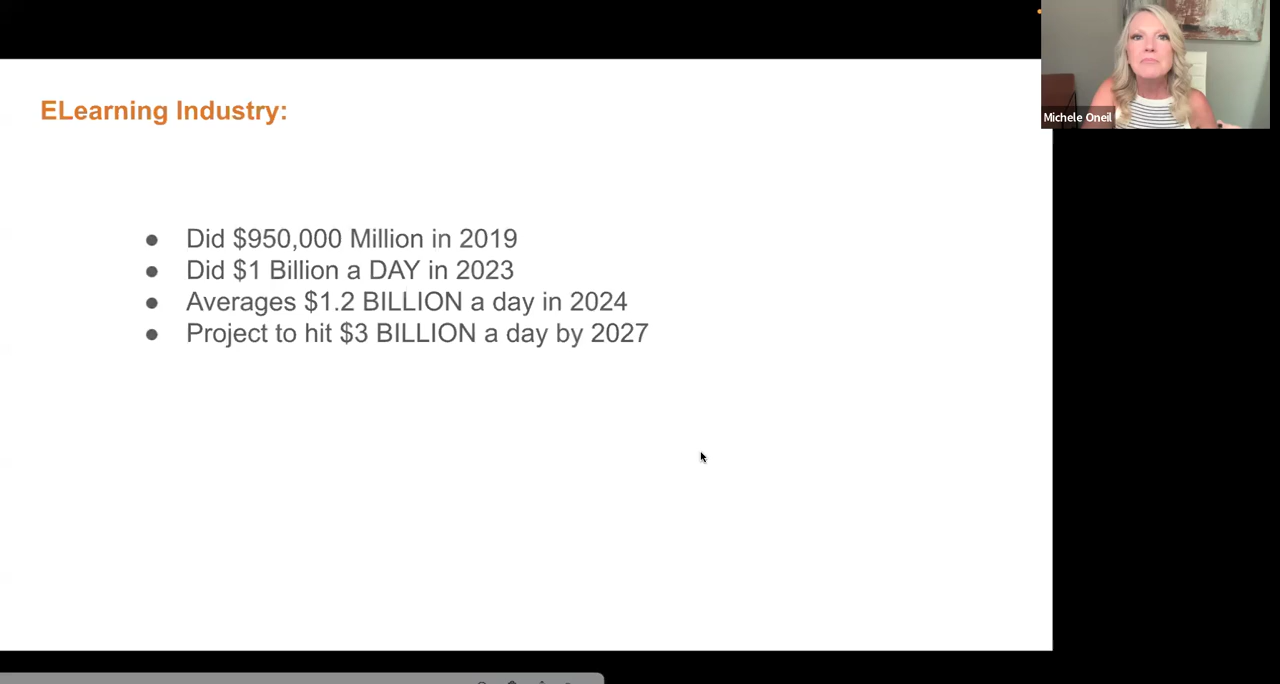 ELearning Industry:
● Did $950,000 Million in 2019
● Did $1 Billion a DAY in 2023
● Averages $1.2 BILLION a day in 2024
● Project to hit $3 BILLION a day by 2027
Michele Oneil